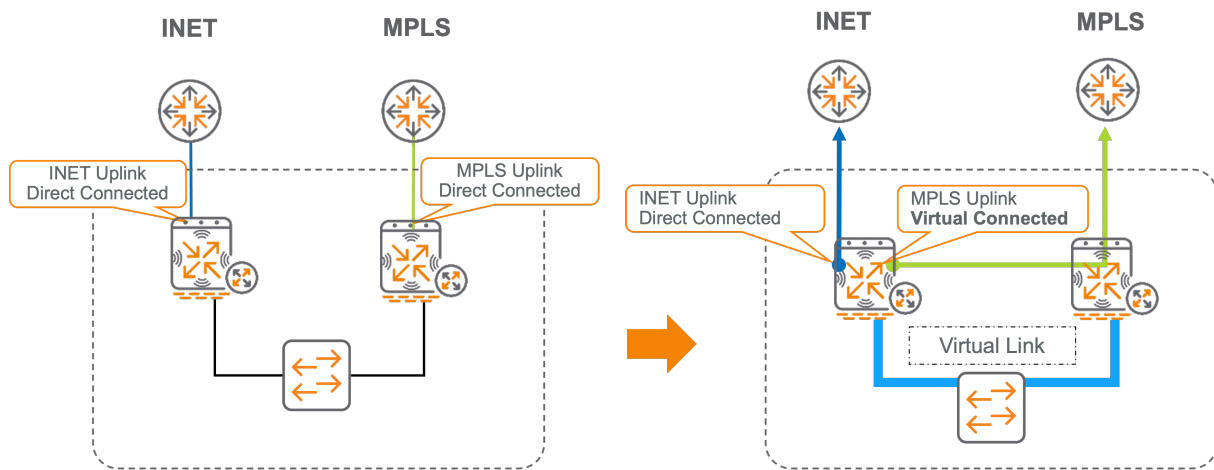 INET
MPLS
INET Uplink
Direct Connected
MPLS Uplink
Direct Connected
INET
MPLS
INET Uplink
Direct Connected
MPLS Uplink
Virtual Connected
Virtual Link